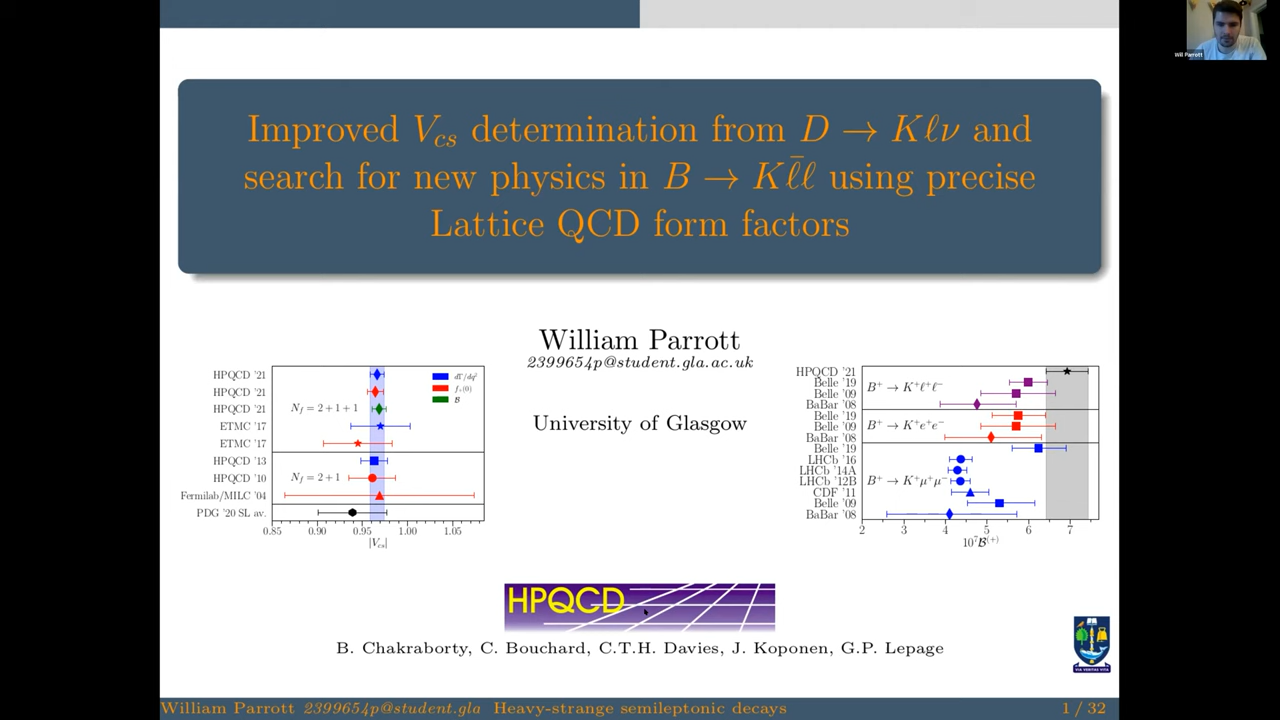 Will Parrott
Improved V_cs determination from D → Kℓν and
search for new physics in B → Kℓ̄ℓ using precise
Lattice QCD form factors
William Parrott
2399654p@student.gla.ac.uk
University of Glasgow
HPQCD '21
HPQCD '21
HPQCD '21
ETMC '17
ETMC '17
HPQCD '13
HPQCD '10
Fermilab/MILC '04
PDG '20 SL av.
N_f = 2 + 1 + 1
N_f = 2 + 1
dΓ/dq²
f₊(0)
ℬ
0.85 0.90 0.95 1.00 1.05
|V_cs|
HPQCD '21
Belle '19
Belle '09
BaBar '08
Belle '19
Belle '09
BaBar '08
Belle '19
LHCb '16
LHCb '14A
LHCb '12B
CDF '11
Belle '09
BaBar '08
B⁺ → K⁺ℓ⁺ℓ⁻
B⁺ → K⁺e⁺e⁻
B⁺ → K⁺μ⁺μ⁻
2 3 4 5 6 7
10⁷ℬ⁽⁺⁾
HPQCD
B. Chakraborty, C. Bouchard, C.T.H. Davies, J. Koponen, G.P. Lepage
VIA VERITAS VITA
William Parrott 2399654p@student.gla Heavy-strange semileptonic decays 1 / 32